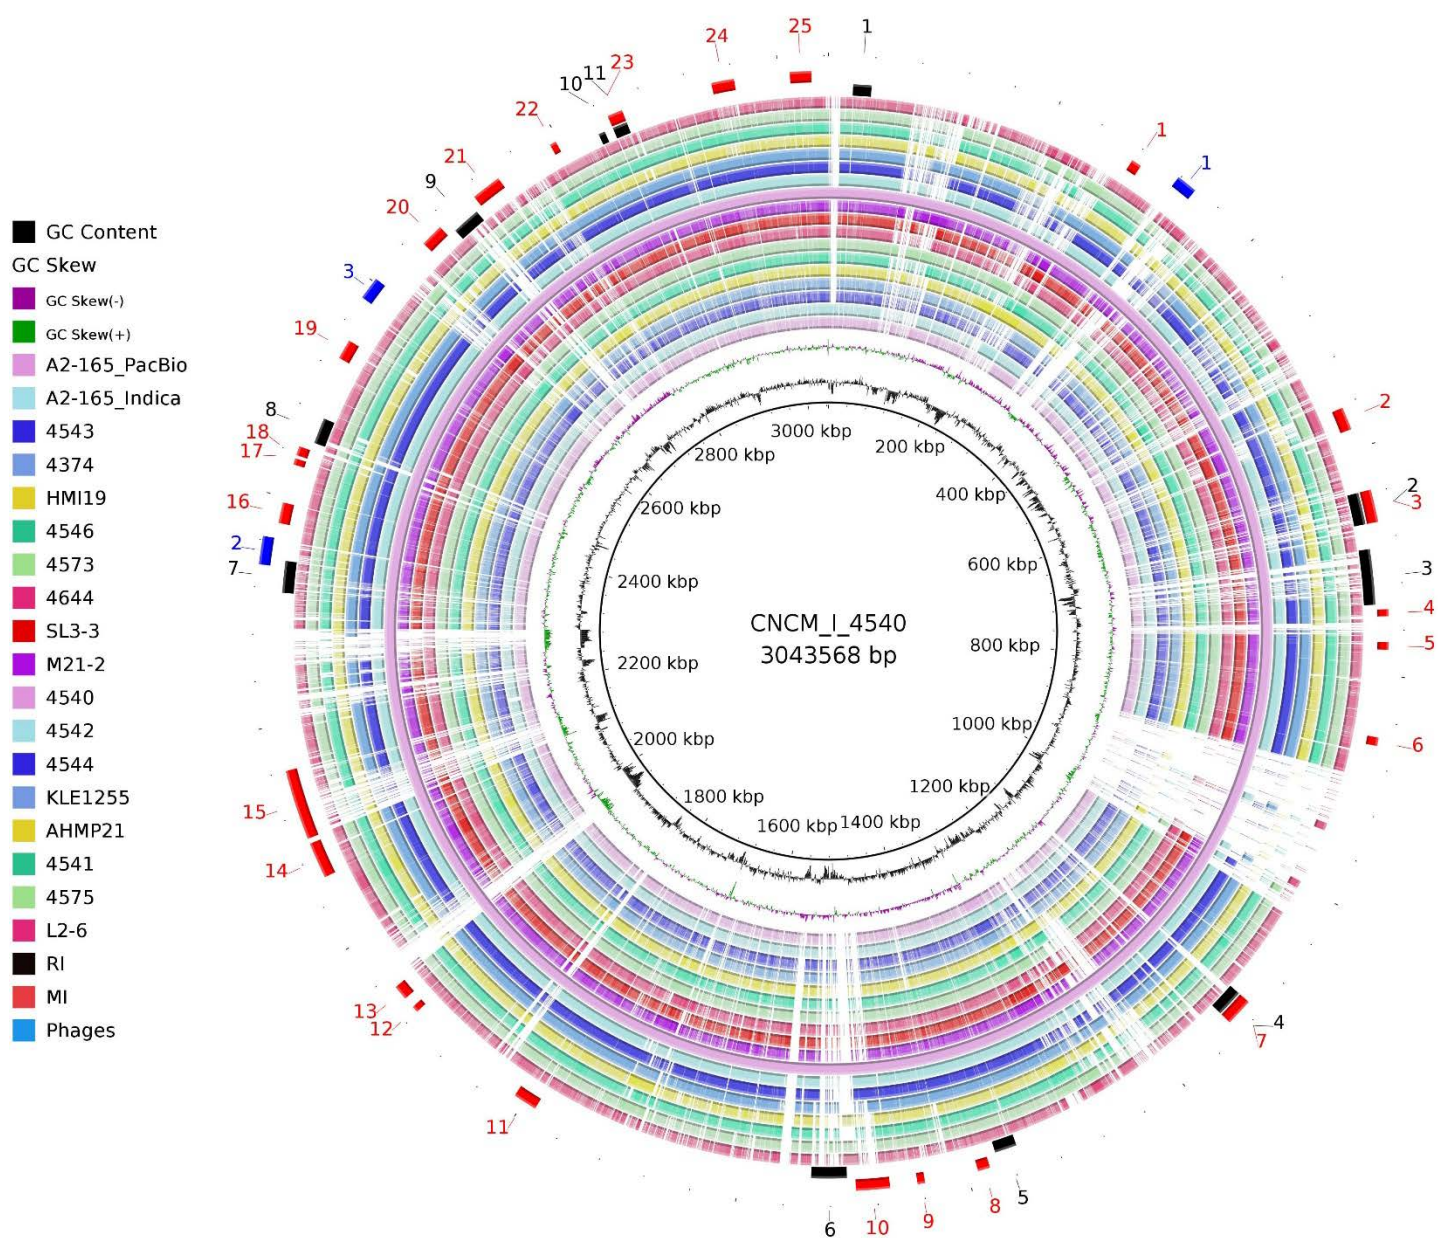 GC Content
GC Skew
GC Skew(-)
GC Skew(+)
A2-165_PacBio
A2-165_Indica
4543
4374
HMI19
4546
4573
4644
SL3-3
M21-2
4540
4542
4544
KLE1255
AHMP21
4541
4575
L2-6
RI
MI
Phages
1
1
1
2
2
3
3
4
5
6
4
7
5
8
9
10
6
11
12
13
14
15
7
2
16
17
18
8
19
3
20
9
21
22
10
11
23
24
25
3000 kbp
200 kbp
400 kbp
600 kbp
800 kbp
1000 kbp
1200 kbp
1400 kbp
1600 kbp
1800 kbp
2000 kbp
2200 kbp
2400 kbp
2600 kbp
2800 kbp
CNCM_I_4540
3043568 bp